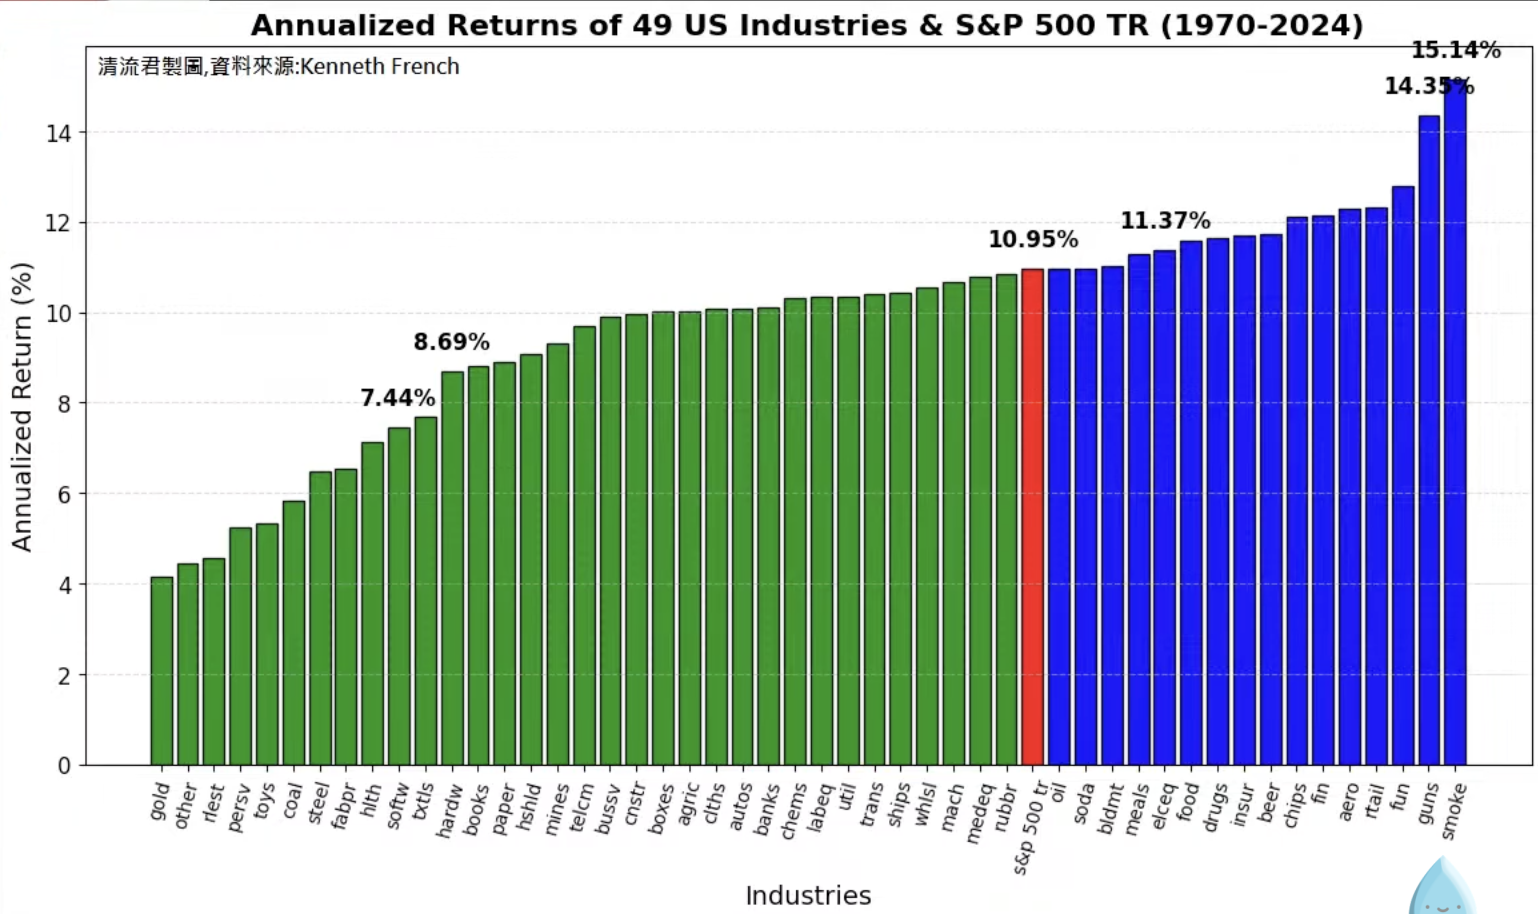 Annualized Returns of 49 US Industries & S&P 500 TR (1970-2024)
清流君製圖,資料來源:Kenneth French
15.14%
14.35%
11.37%
10.95%
8.69%
7.44%
Annualized Return (%)
14
12
10
8
6
4
2
0
gold
other
rlest
persv
toys
coal
steel
fabpr
hlth
softw
txtls
hardw
books
paper
hshld
mines
telcm
bussv
cnstr
boxes
agric
clths
autos
banks
chems
labeq
util
trans
ships
whlsl
mach
medeq
rubbr
s&p 500 tr
oil
soda
bldmt
meals
elceq
food
drugs
insur
beer
chips
fin
aero
rtail
fun
guns
smoke
Industries